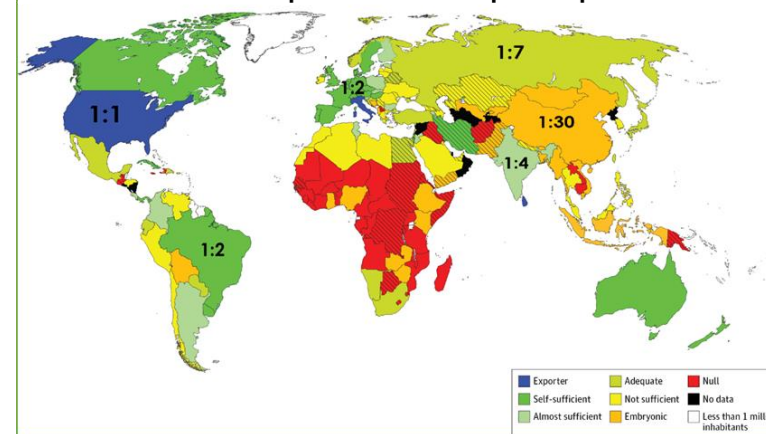 1:7
1:2
1:1
1:30
1:4
1:2
Exporter
Self-sufficient
Almost sufficient
Adequate
Not sufficient
Embryonic
Null
No data
Less than 1 mill
inhabitants